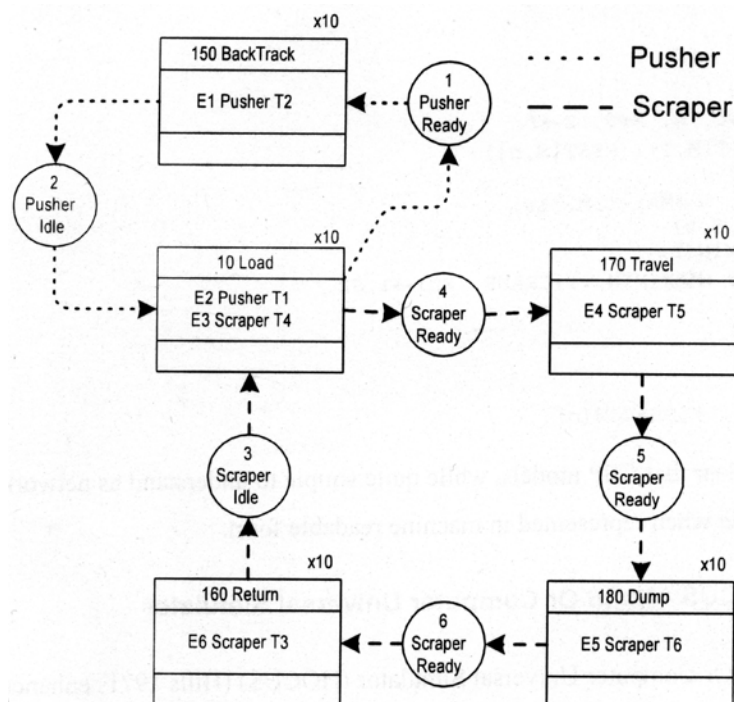 x10
150 BackTrack
E1 Pusher T2
1
Pusher
Ready
Pusher
Scraper
2
Pusher
Idle
x10
10 Load
E2 Pusher T1
E3 Scraper T4
4
Scraper
Ready
x10
170 Travel
E4 Scraper T5
3
Scraper
Idle
5
Scraper
Ready
x10
160 Return
E6 Scraper T3
6
Scraper
Ready
x10
180 Dump
E5 Scraper T6